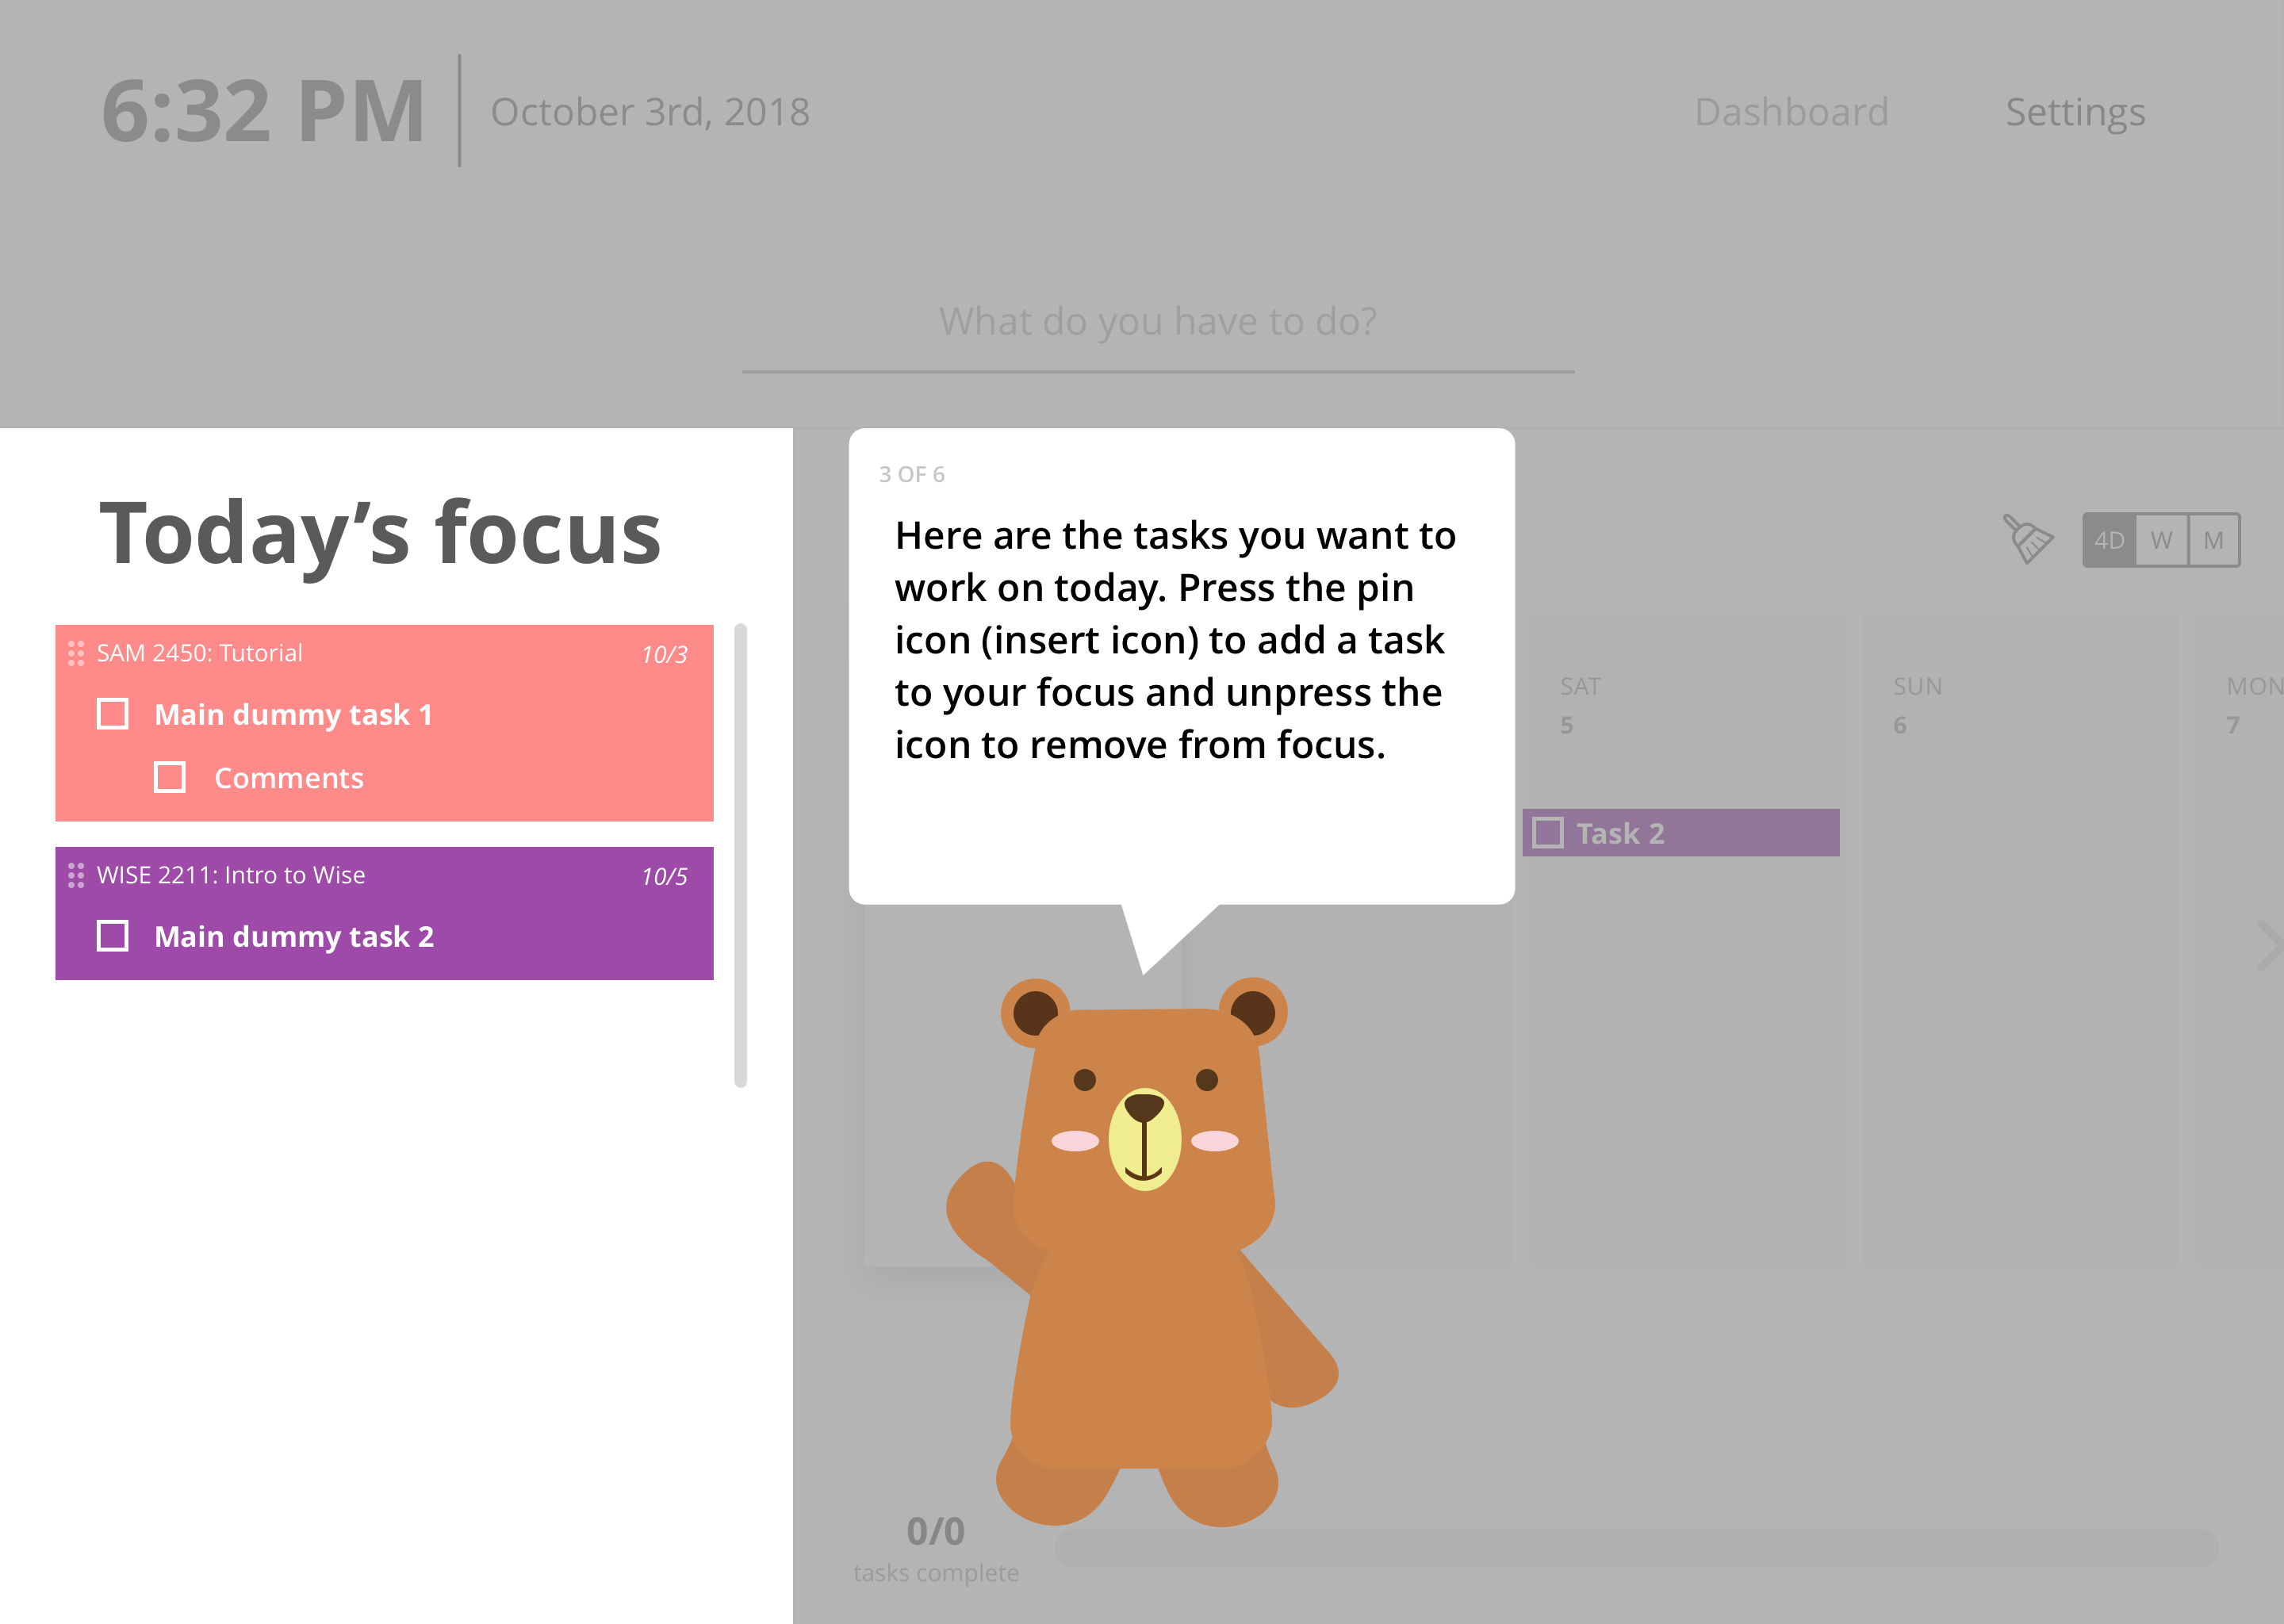 6:32 PM
October 3rd, 2018
Dashboard
Settings
What do you have to do?
Today’s focus
SAM 2450: Tutorial
10/3
Main dummy task 1
Comments
WISE 2211: Intro to Wise
10/5
Main dummy task 2
3 OF 6
Here are the tasks you want to
work on today. Press the pin
icon (insert icon) to add a task
to your focus and unpress the
icon to remove from focus.
4D
W
M
SAT
5
SUN
6
MON
7
Task 2
0/0
tasks complete